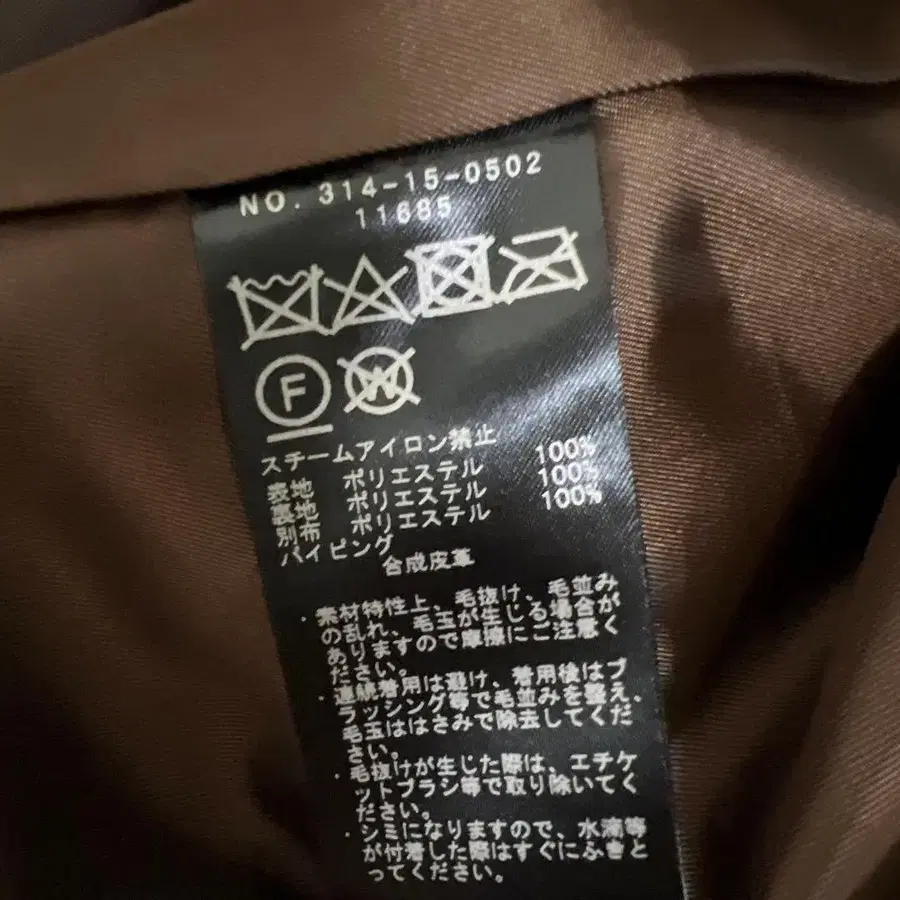 NO. 314-15-0502
11685
F W
スチームアイロン禁止
表地 ポリエステル 100%
裏地 ポリエステル 100%
別布 ポリエステル 100%
パイピング
合成皮革
・素材特性上、毛抜け、毛並み
の乱れ、毛玉が生じる場合が
ありますので摩擦にご注意く
ださい。
・連続着用は避け、着用後はブ
ラッシング等で毛並みを整え、
毛玉ははさみで除去してくだ
さい。
・毛抜けが生じた際は、エチケ
ットブラシ等で取り除いてく
ださい。
・シミになりますので、水滴等
が付着した際はすぐにふきと
ってください。